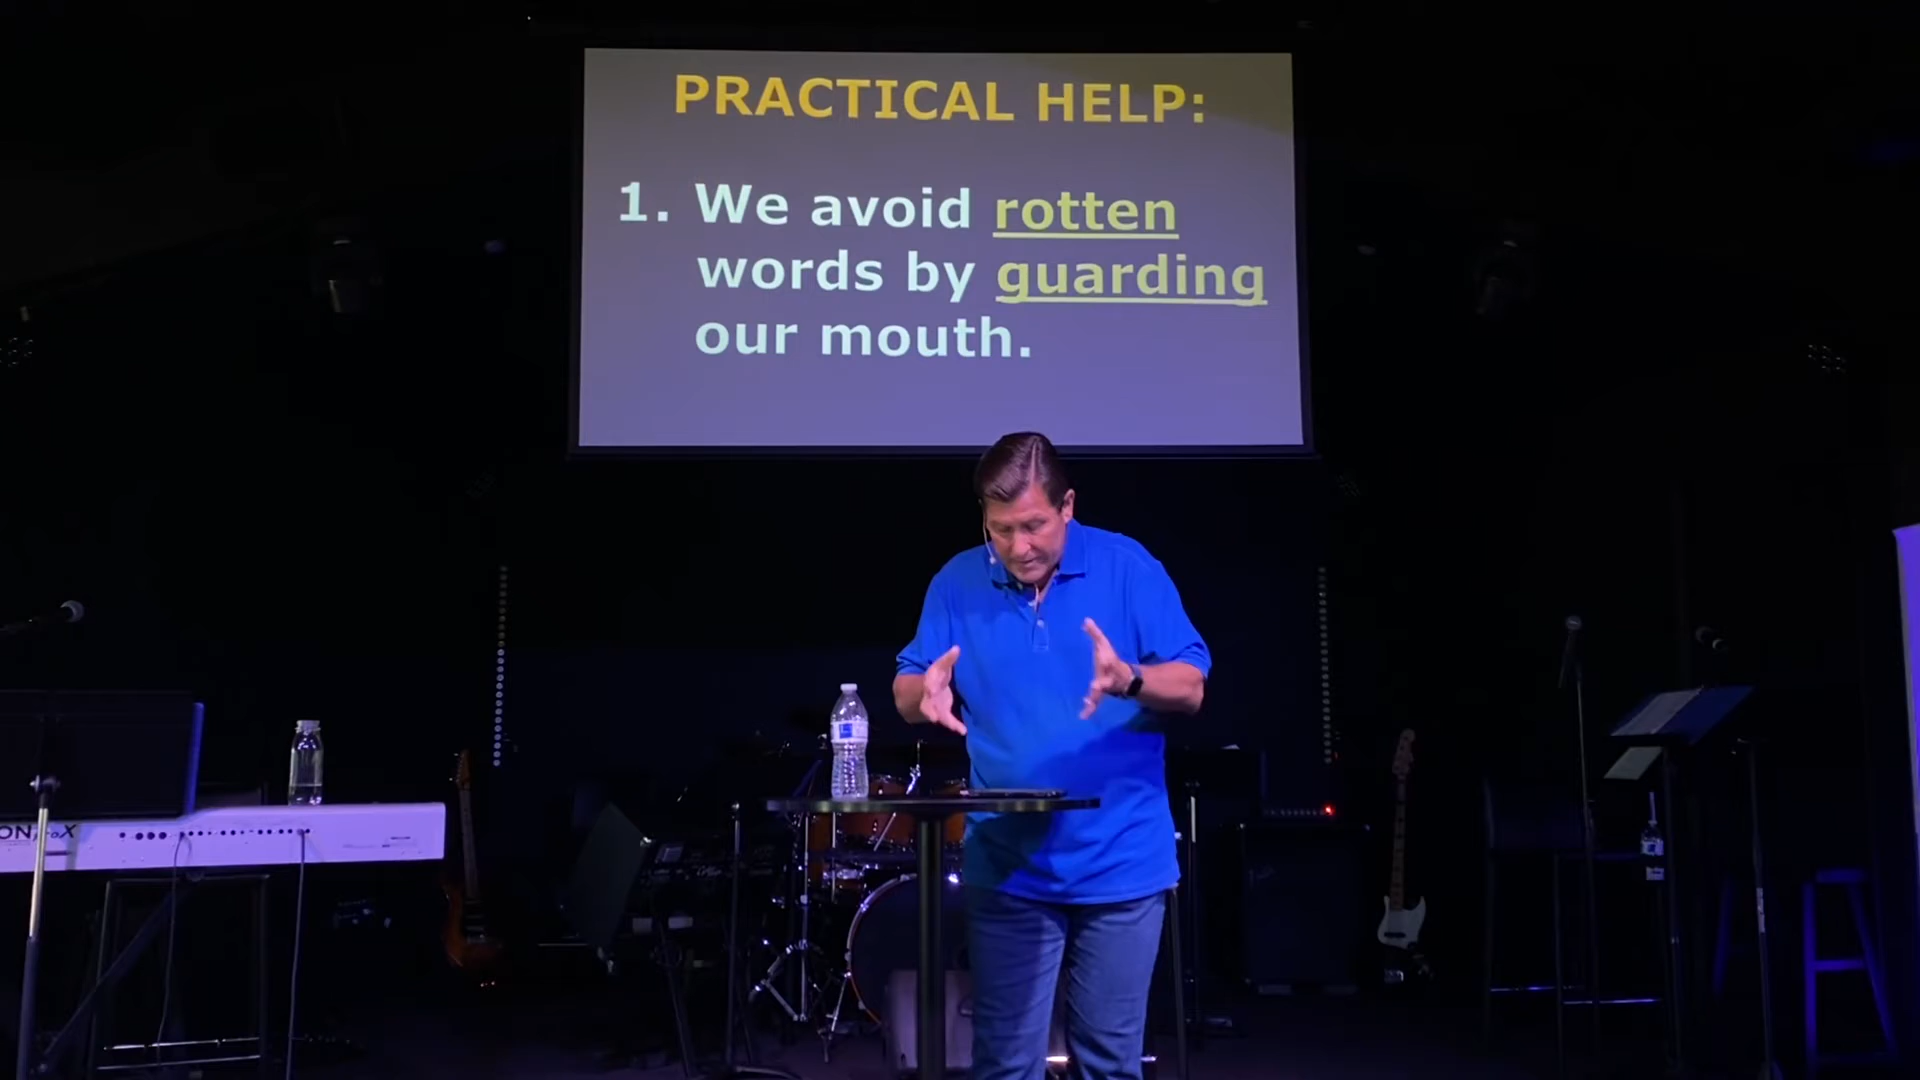 PRACTICAL HELP:
1. We avoid rotten
words by guarding
our mouth.